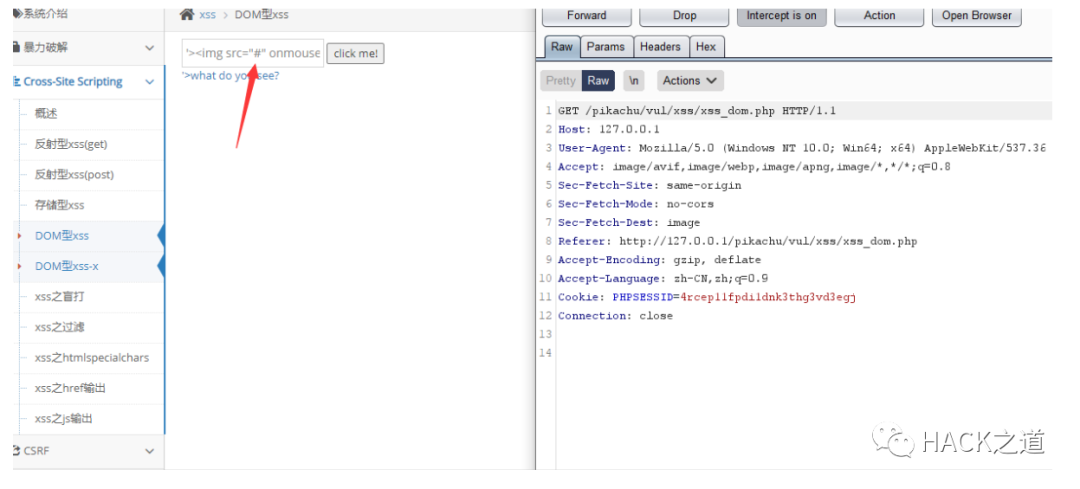 系统介绍
暴力破解
Cross-Site Scripting
概述
反射型xss(get)
反射型xss(post)
存储型xss
DOM型xss
DOM型xss-x
xss之盲打
xss之过滤
xss之htmlspecialchars
xss之href输出
xss之js输出
CSRF
xss > DOM型xss
'><img src="#" onmouse
click me!
'>what do you see?
Forward Drop Intercept is on Action Open Browser
Raw Params Headers Hex
Pretty Raw \n Actions
1 GET /pikachu/vul/xss/xss_dom.php HTTP/1.1
2 Host: 127.0.0.1
3 User-Agent: Mozilla/5.0 (Windows NT 10.0; Win64; x64) AppleWebKit/537.36
4 Accept: image/avif,image/webp,image/apng,image/*,*/*;q=0.8
5 Sec-Fetch-Site: same-origin
6 Sec-Fetch-Mode: no-cors
7 Sec-Fetch-Dest: image
8 Referer: http://127.0.0.1/pikachu/vul/xss/xss_dom.php
9 Accept-Encoding: gzip, deflate
10 Accept-Language: zh-CN,zh;q=0.9
11 Cookie: PHPSESSID=4rcepl1fpdi1dnk3thg3vd3egj
12 Connection: close
13
14
HACK之道